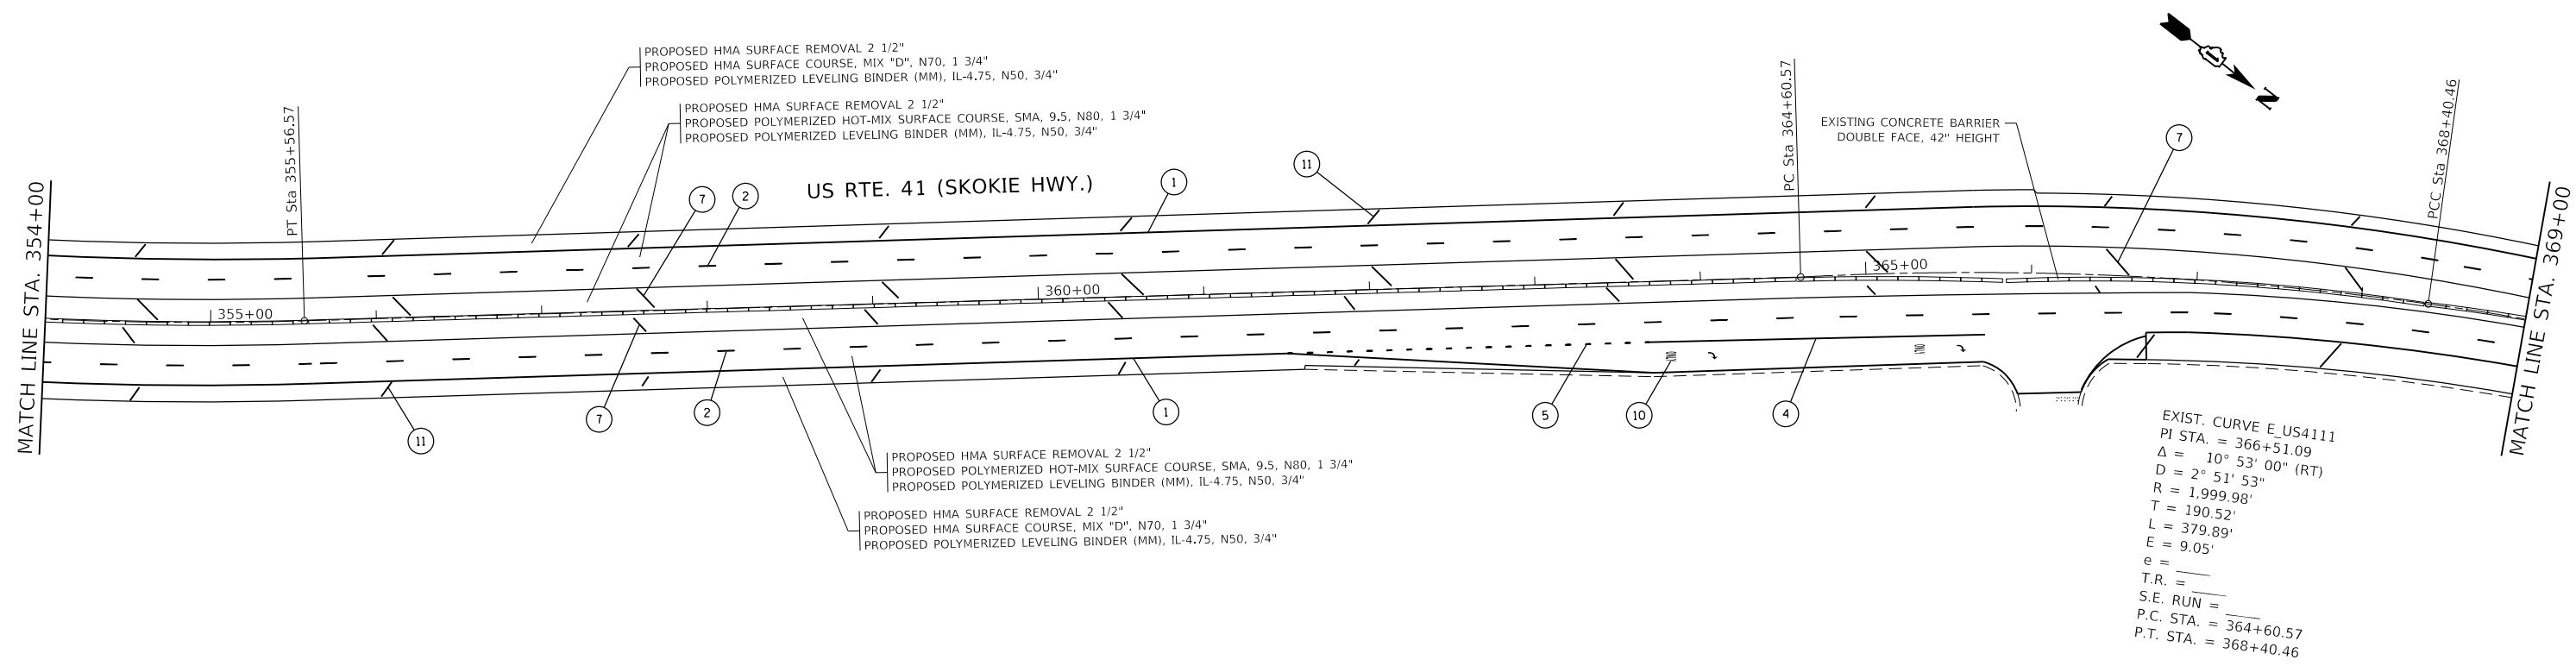 PROPOSED HMA SURFACE REMOVAL 2 1/2"
PROPOSED HMA SURFACE COURSE, MIX "D", N70, 1 3/4"
PROPOSED POLYMERIZED LEVELING BINDER (MM), IL-4.75, N50, 3/4"
PROPOSED HMA SURFACE REMOVAL 2 1/2"
PROPOSED POLYMERIZED HOT-MIX SURFACE COURSE, SMA, 9.5, N80, 1 3/4"
PROPOSED POLYMERIZED LEVELING BINDER (MM), IL-4.75, N50, 3/4"
N
PT Sta 355+56.57
PC Sta 364+60.57
EXISTING CONCRETE BARRIER
DOUBLE FACE, 42" HEIGHT
PCC Sta 368+40.46
7
11
1
7
2
US RTE. 41 (SKOKIE HWY.)
MATCH LINE STA. 354+00
MATCH LINE STA. 369+00
355+00
360+00
365+00
11
7
2
1
5
10
4
PROPOSED HMA SURFACE REMOVAL 2 1/2"
PROPOSED POLYMERIZED HOT-MIX SURFACE COURSE, SMA, 9.5, N80, 1 3/4"
PROPOSED POLYMERIZED LEVELING BINDER (MM), IL-4.75, N50, 3/4"
PROPOSED HMA SURFACE REMOVAL 2 1/2"
PROPOSED HMA SURFACE COURSE, MIX "D", N70, 1 3/4"
PROPOSED POLYMERIZED LEVELING BINDER (MM), IL-4.75, N50, 3/4"
EXIST. CURVE E_US4111
PI STA. = 366+51.09
Δ = 10° 53' 00" (RT)
D = 2° 51' 53"
R = 1,999.98'
T = 190.52'
L = 379.89'
E = 9.05'
e = ____
T.R. = ____
S.E. RUN = ____
P.C. STA. = 364+60.57
P.T. STA. = 368+40.46